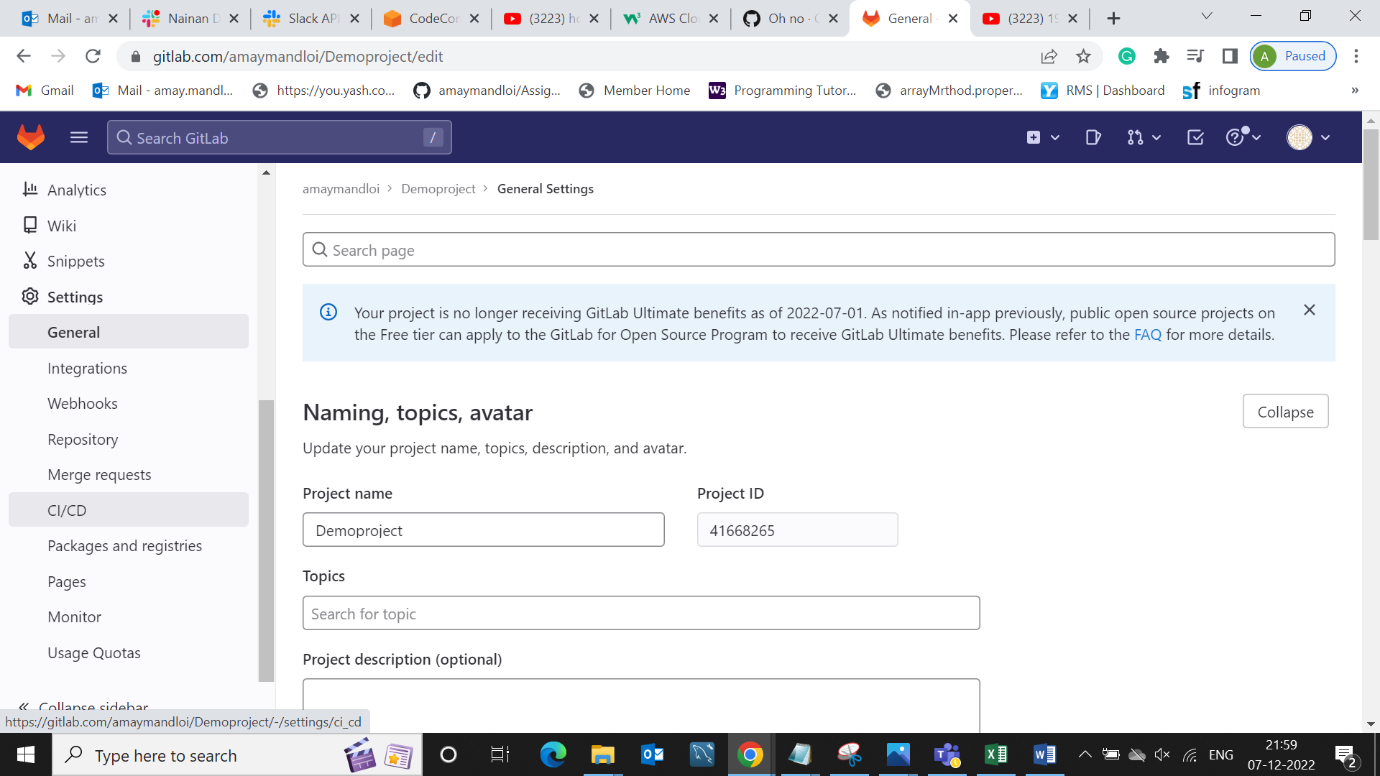 Mail - am
Nainan D
Slack API
CodeCom
(3223) h
AWS Clo
Oh no · G
General
(3223) 19
gitlab.com/amaymandloi/Demoproject/edit
A Paused
Gmail
Mail - amay.mandl...
https://you.yash.co...
amaymandloi/Assig...
Member Home
W3 Programming Tutor...
arrayMrthod.proper...
RMS | Dashboard
sf infogram
»
Search GitLab /
Analytics
Wiki
Snippets
Settings
General
Integrations
Webhooks
Repository
Merge requests
CI/CD
Packages and registries
Pages
Monitor
Usage Quotas
« Collapse sidebar
https://gitlab.com/amaymandloi/Demoproject/-/settings/ci_cd
amaymandloi > Demoproject > General Settings
Search page
Your project is no longer receiving GitLab Ultimate benefits as of 2022-07-01. As notified in-app previously, public open source projects on
the Free tier can apply to the GitLab for Open Source Program to receive GitLab Ultimate benefits. Please refer to the FAQ for more details.
Naming, topics, avatar
Collapse
Update your project name, topics, description, and avatar.
Project name
Project ID
Demoproject
41668265
Topics
Search for topic
Project description (optional)
Type here to search
ENG
21:59
07-12-2022
2